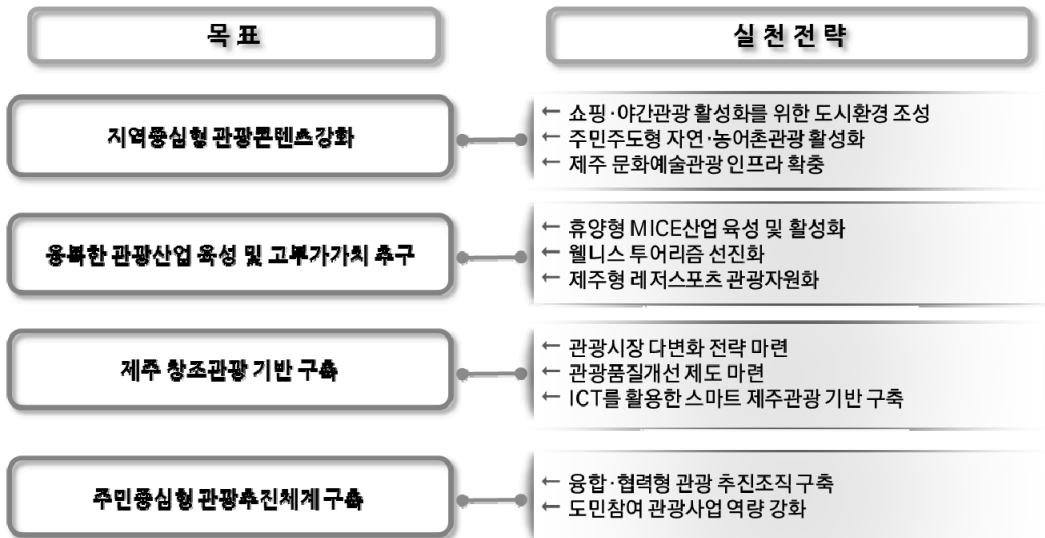 목 표
실 천 전 략
지역중심형 관광콘텐츠강화
← 쇼핑·야간관광 활성화를 위한 도시환경 조성
← 주민주도형 자연·농어촌관광 활성화
← 제주 문화예술관광 인프라 확충
융복한 관광산업 육성 및 고부가가치 추구
← 휴양형 MICE산업 육성 및 활성화
← 웰니스 투어리즘 선진화
← 제주형 레저스포츠 관광자원화
제주 창조관광 기반 구축
← 관광시장 다변화 전략 마련
← 관광품질개선 제도 마련
← ICT를 활용한 스마트 제주관광 기반 구축
주민중심형 관광추진체계 구축
← 융합·협력형 관광 추진조직 구축
← 도민참여 관광사업 역량 강화